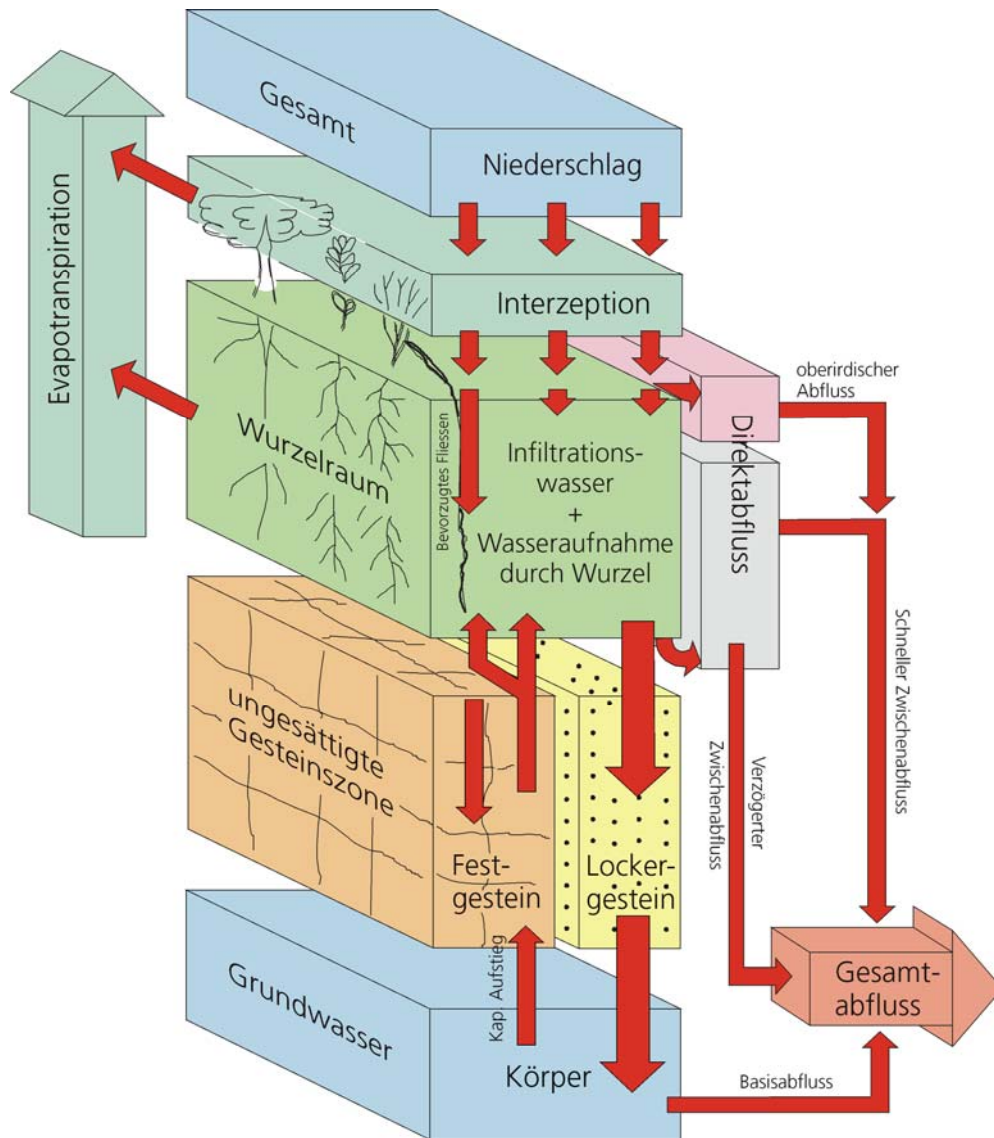 Gesamt
Niederschlag
Interzeption
Evapotranspiration
oberirdischer
Abfluss
Direktabfluss
Wurzelraum
Bevorzugtes Fliessen
Infiltrations-
wasser
+
Wasseraufnahme
durch Wurzel
Schneller Zwischenabfluss
Verzögerter
Zwischenabfluss
ungesättigte
Gesteinszone
Fest-
gestein
Locker-
gestein
Kap. Aufstieg
Grundwasser
Körper
Gesamt-
abfluss
Basisabfluss